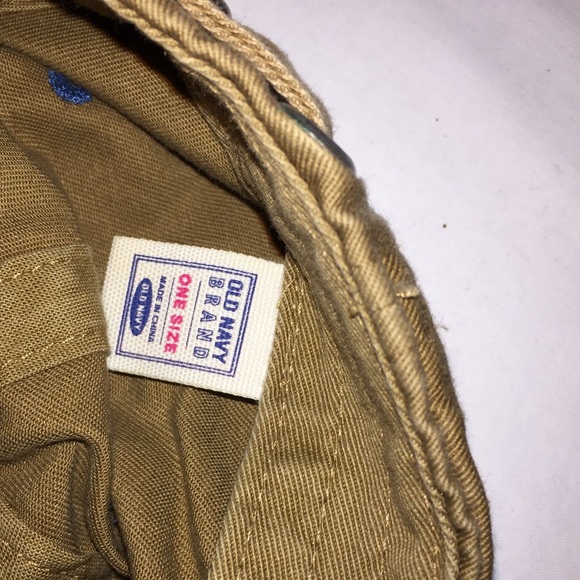 OLD NAVY
BRAND
ONE SIZE
MADE IN CHINA
OLD NAVY